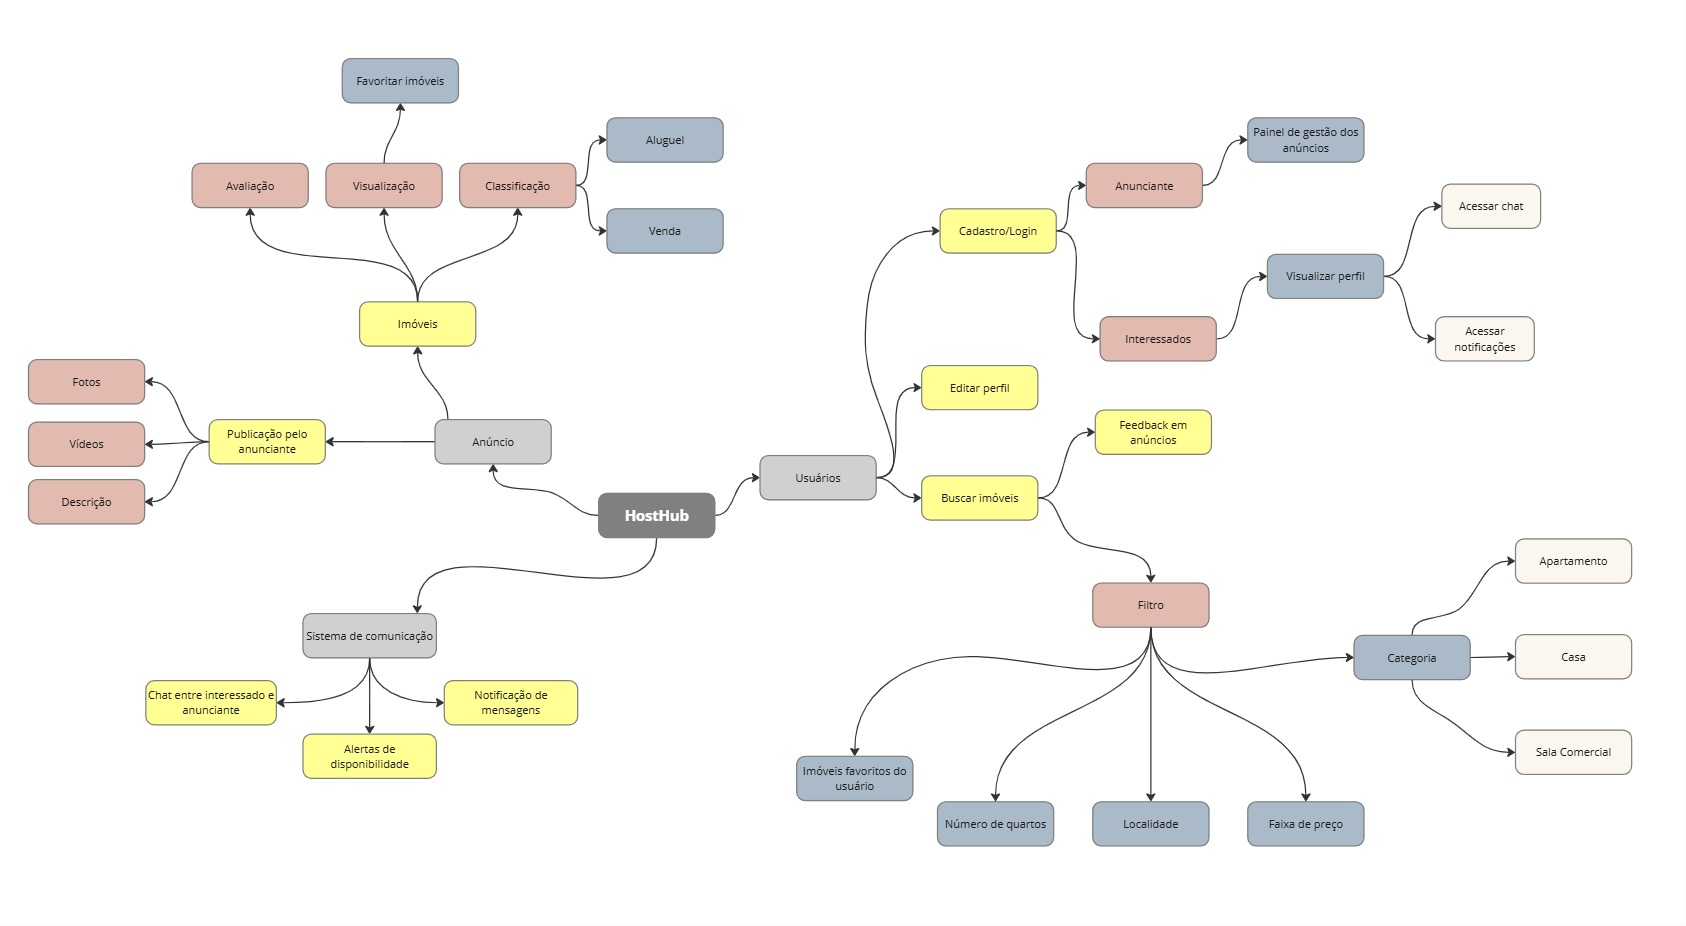 Favoritar imóveis
Aluguel
Avaliação
Visualização
Classificação
Venda
Imóveis
Fotos
Vídeos
Descrição
Publicação pelo
anunciante
Anúncio
HostHub
Sistema de comunicação
Chat entre interessado e
anunciante
Alertas de
disponibilidade
Notificação de
mensagens
Usuários
Cadastro/Login
Anunciante
Painel de gestão dos
anúncios
Interessados
Visualizar perfil
Acessar chat
Acessar
notificações
Editar perfil
Buscar imóveis
Feedback em
anúncios
Filtro
Imóveis favoritos do
usuário
Número de quartos
Localidade
Faixa de preço
Categoria
Apartamento
Casa
Sala Comercial